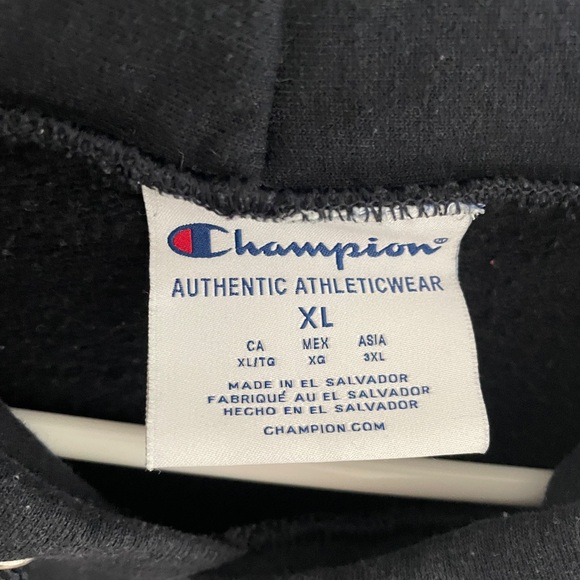 Champion
AUTHENTIC ATHLETICWEAR
XL
CA MEX ASIA
XL/TG XG 3XL
MADE IN EL SALVADOR
FABRIQUÉ AU EL SALVADOR
HECHO EN EL SALVADOR
CHAMPION.COM